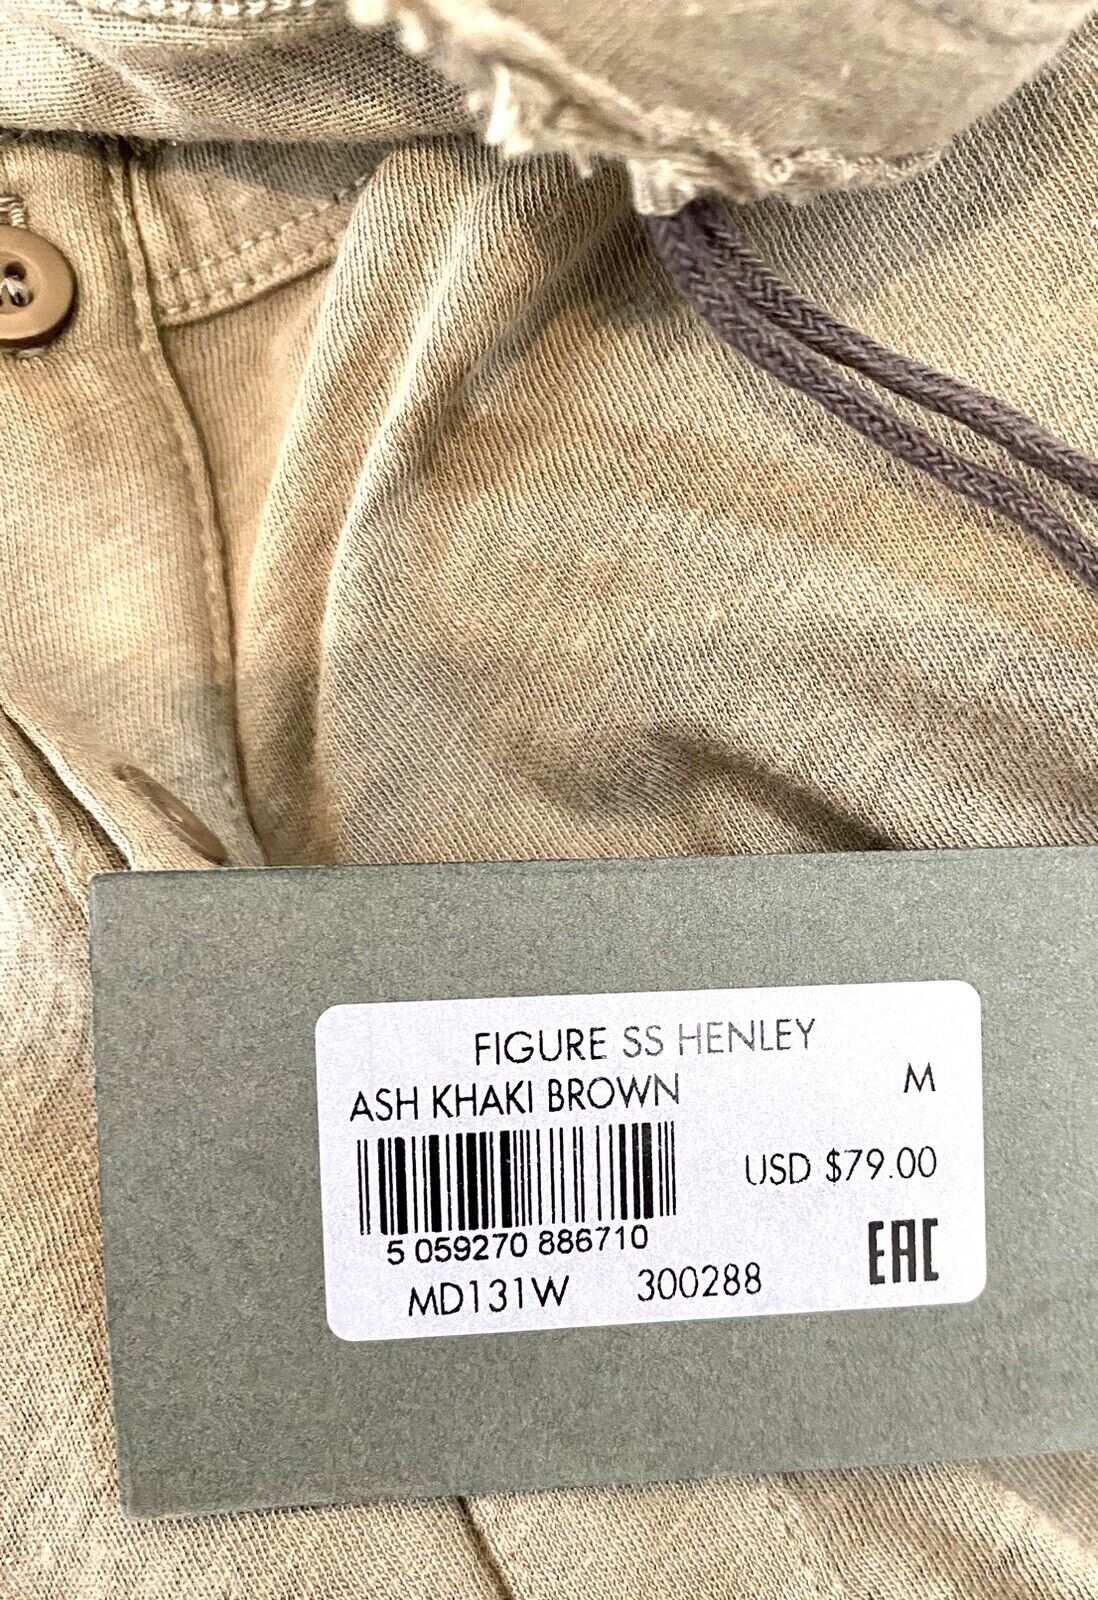 FIGURE SS HENLEY
ASH KHAKI BROWN M
USD $79.00
5 059270 886710
MD131W 300288
EAC